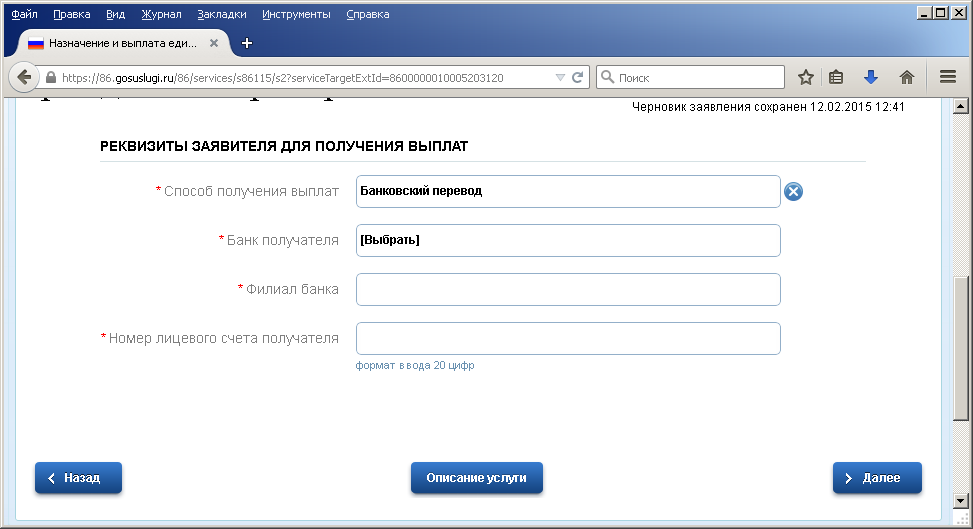 Файл Правка Вид Журнал Закладки Инструменты Справка
Назначение и выплата еди...
https://86.gosuslugi.ru/86/services/s86115/s2?serviceTargetExtId=8600000010005203120
Поиск
Черновик заявления сохранен 12.02.2015 12:41
РЕКВИЗИТЫ ЗАЯВИТЕЛЯ ДЛЯ ПОЛУЧЕНИЯ ВЫПЛАТ
* Способ получения выплат Банковский перевод
* Банк получателя [Выбрать]
* Филиал банка
* Номер лицевого счета получателя
формат ввода 20 цифр
Назад Описание услуги Далее